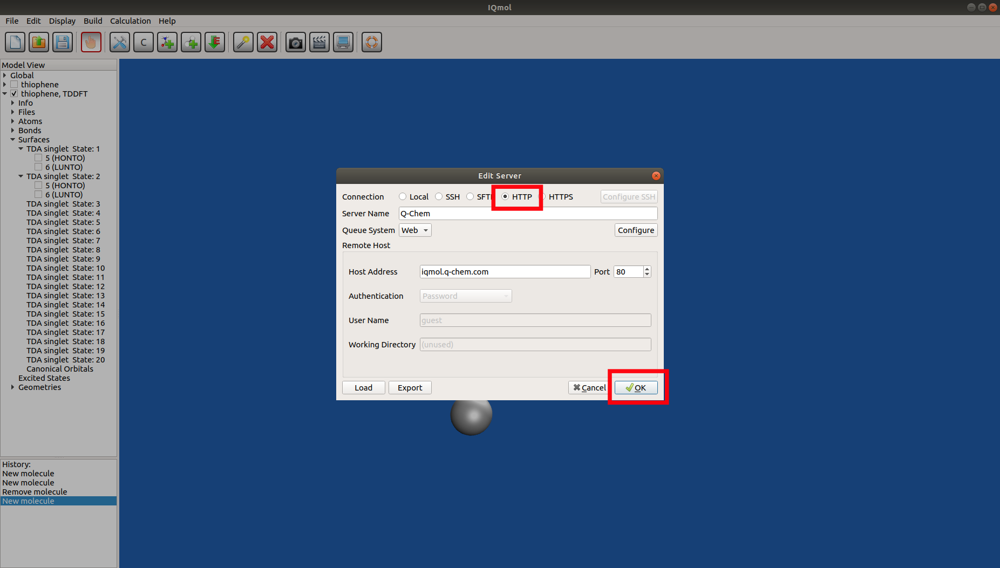 IQmol
File Edit Display Build Calculation Help
C
E
Model View
Global
thiophene
thiophene, TDDFT
Info
Files
Atoms
Bonds
Surfaces
TDA singlet State: 1
5 (HONTO)
6 (LUNTO)
TDA singlet State: 2
5 (HONTO)
6 (LUNTO)
TDA singlet State: 3
TDA singlet State: 4
TDA singlet State: 5
TDA singlet State: 6
TDA singlet State: 7
TDA singlet State: 8
TDA singlet State: 9
TDA singlet State: 10
TDA singlet State: 11
TDA singlet State: 12
TDA singlet State: 13
TDA singlet State: 14
TDA singlet State: 15
TDA singlet State: 16
TDA singlet State: 17
TDA singlet State: 18
TDA singlet State: 19
TDA singlet State: 20
Canonical Orbitals
Excited States
Geometries
History:
New molecule
New molecule
Remove molecule
New molecule
Edit Server
Connection Local SSH SFTP HTTP HTTPS Configure SSH
Server Name Q-Chem
Queue System Web Configure
Remote Host
Host Address iqmol.q-chem.com Port 80
Authentication Password
User Name guest
Working Directory (unused)
Load Export Cancel OK